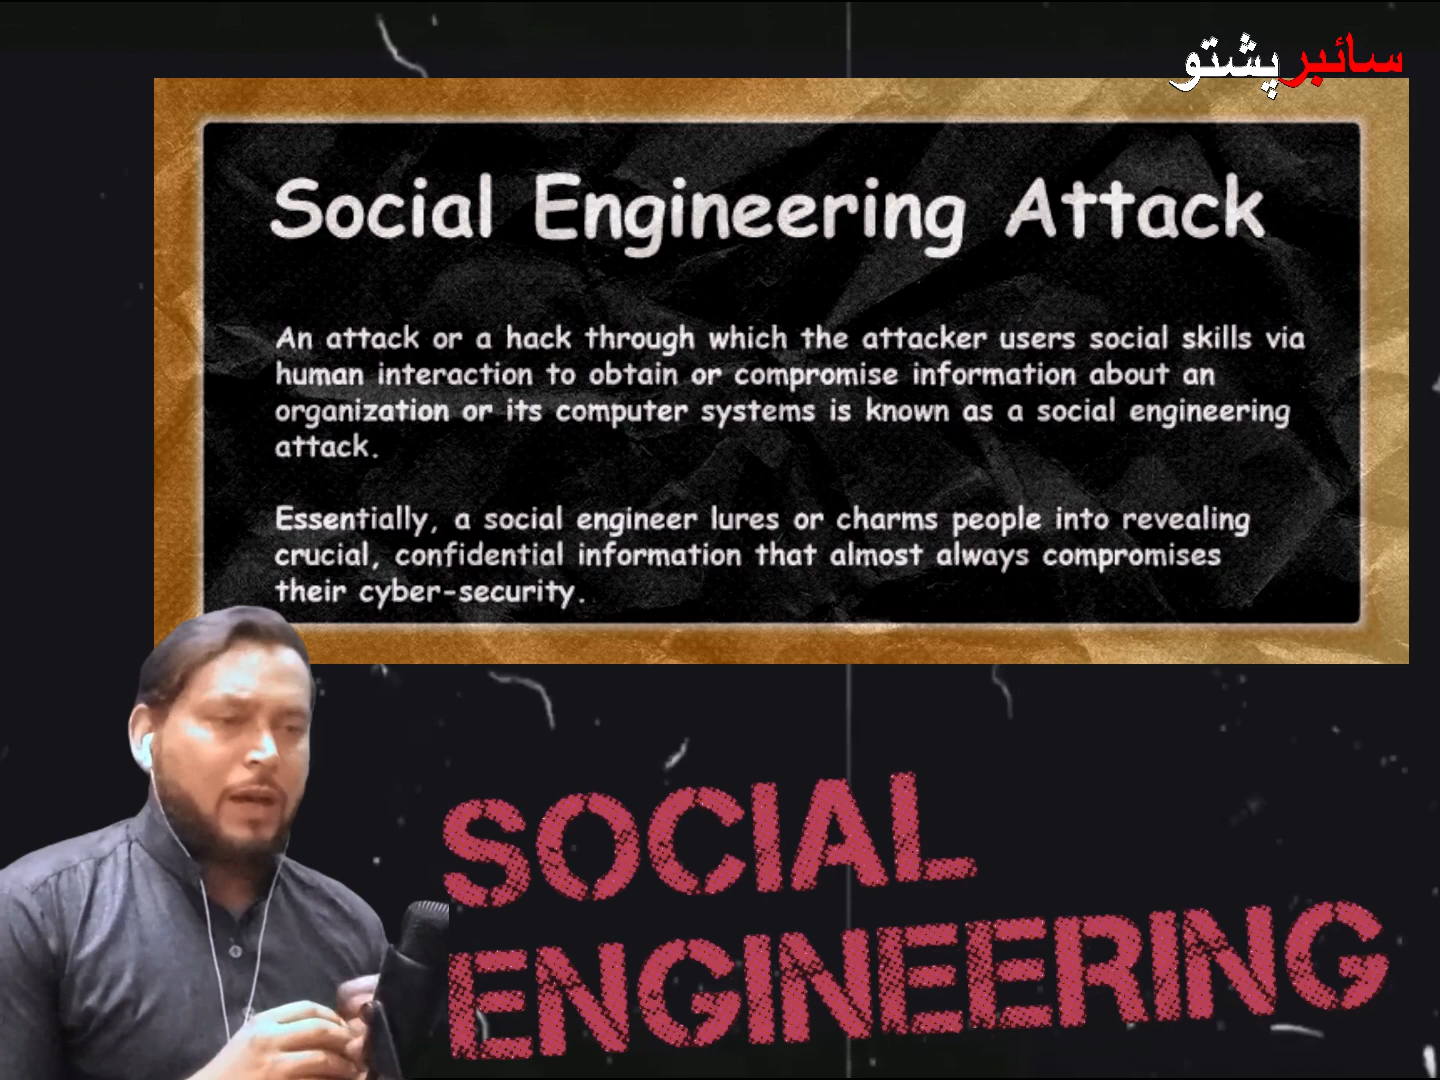 سائبر پشتو
Social Engineering Attack
An attack or a hack through which the attacker users social skills via
human interaction to obtain or compromise information about an
organization or its computer systems is known as a social engineering
attack.
Essentially, a social engineer lures or charms people into revealing
crucial, confidential information that almost always compromises
their cyber-security.
SOCIAL
ENGINEERING